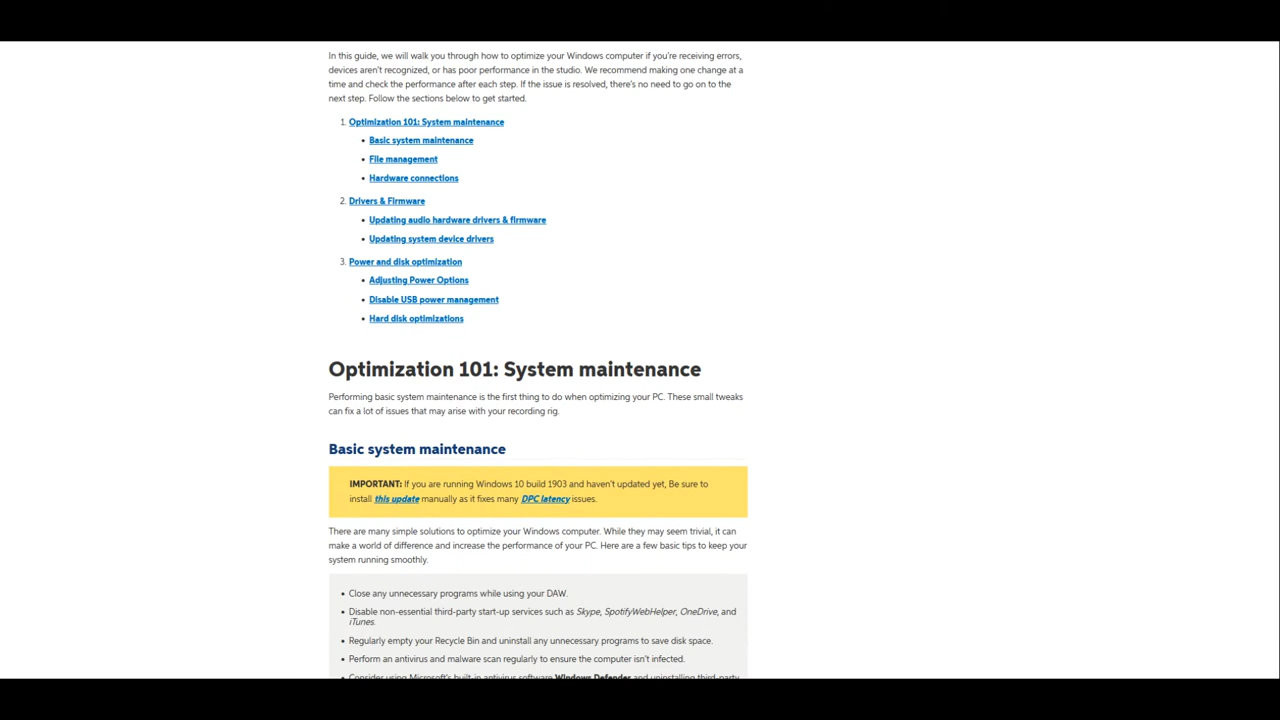 In this guide, we will walk you through how to optimize your Windows computer if you're receiving errors,
devices aren't recognized, or has poor performance in the studio. We recommend making one change at a
time and check the performance after each step. If the issue is resolved, there's no need to go on to the
next step. Follow the sections below to get started.
1. Optimization 101: System maintenance
• Basic system maintenance
• File management
• Hardware connections
2. Drivers & Firmware
• Updating audio hardware drivers & firmware
• Updating system device drivers
3. Power and disk optimization
• Adjusting Power Options
• Disable USB power management
• Hard disk optimizations
Optimization 101: System maintenance
Performing basic system maintenance is the first thing to do when optimizing your PC. These small tweaks
can fix a lot of issues that may arise with your recording rig.
Basic system maintenance
IMPORTANT: If you are running Windows 10 build 1903 and haven't updated yet, Be sure to
install this update manually as it fixes many DPC latency issues.
There are many simple solutions to optimize your Windows computer. While they may seem trivial, it can
make a world of difference and increase the performance of your PC. Here are a few basic tips to keep your
system running smoothly.
• Close any unnecessary programs while using your DAW.
• Disable non-essential third-party start-up services such as Skype, SpotifyWebHelper, OneDrive, and
iTunes.
• Regularly empty your Recycle Bin and uninstall any unnecessary programs to save disk space.
• Perform an antivirus and malware scan regularly to ensure the computer isn't infected.
• Consider using Microsoft's built-in antivirus software Windows Defender and uninstalling third-party